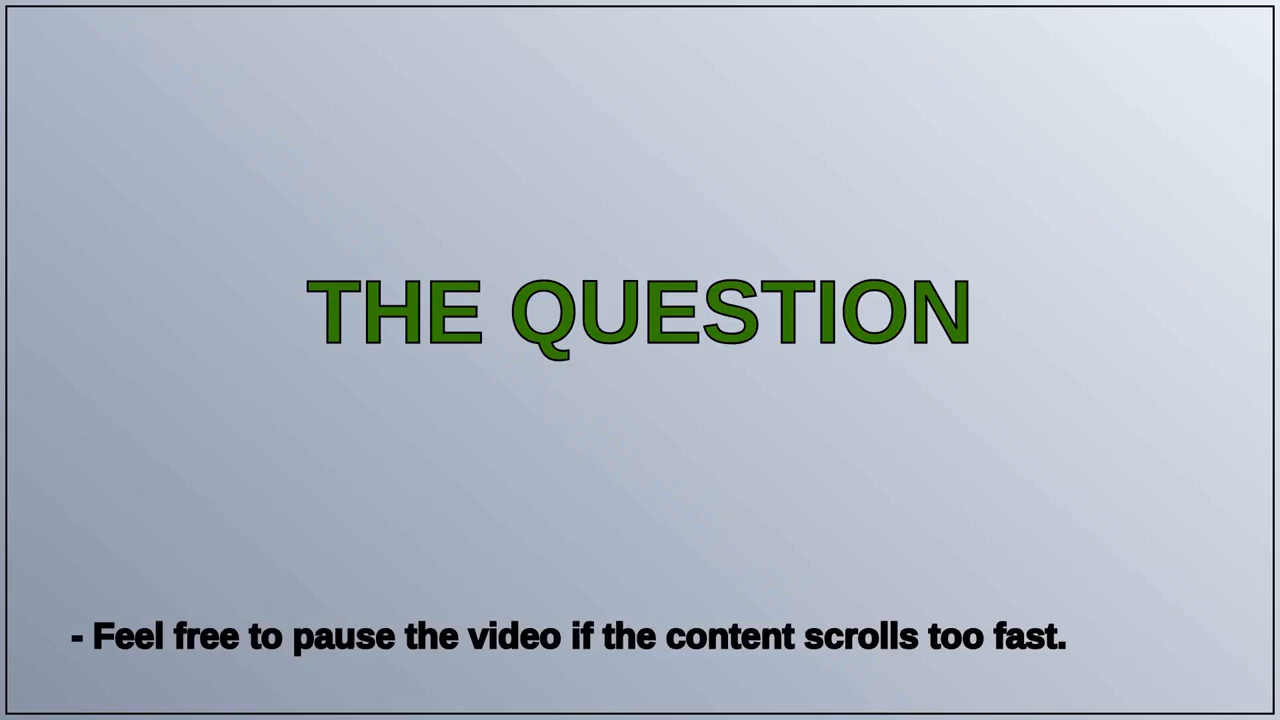 THE QUESTION
- Feel free to pause the video if the content scrolls too fast.